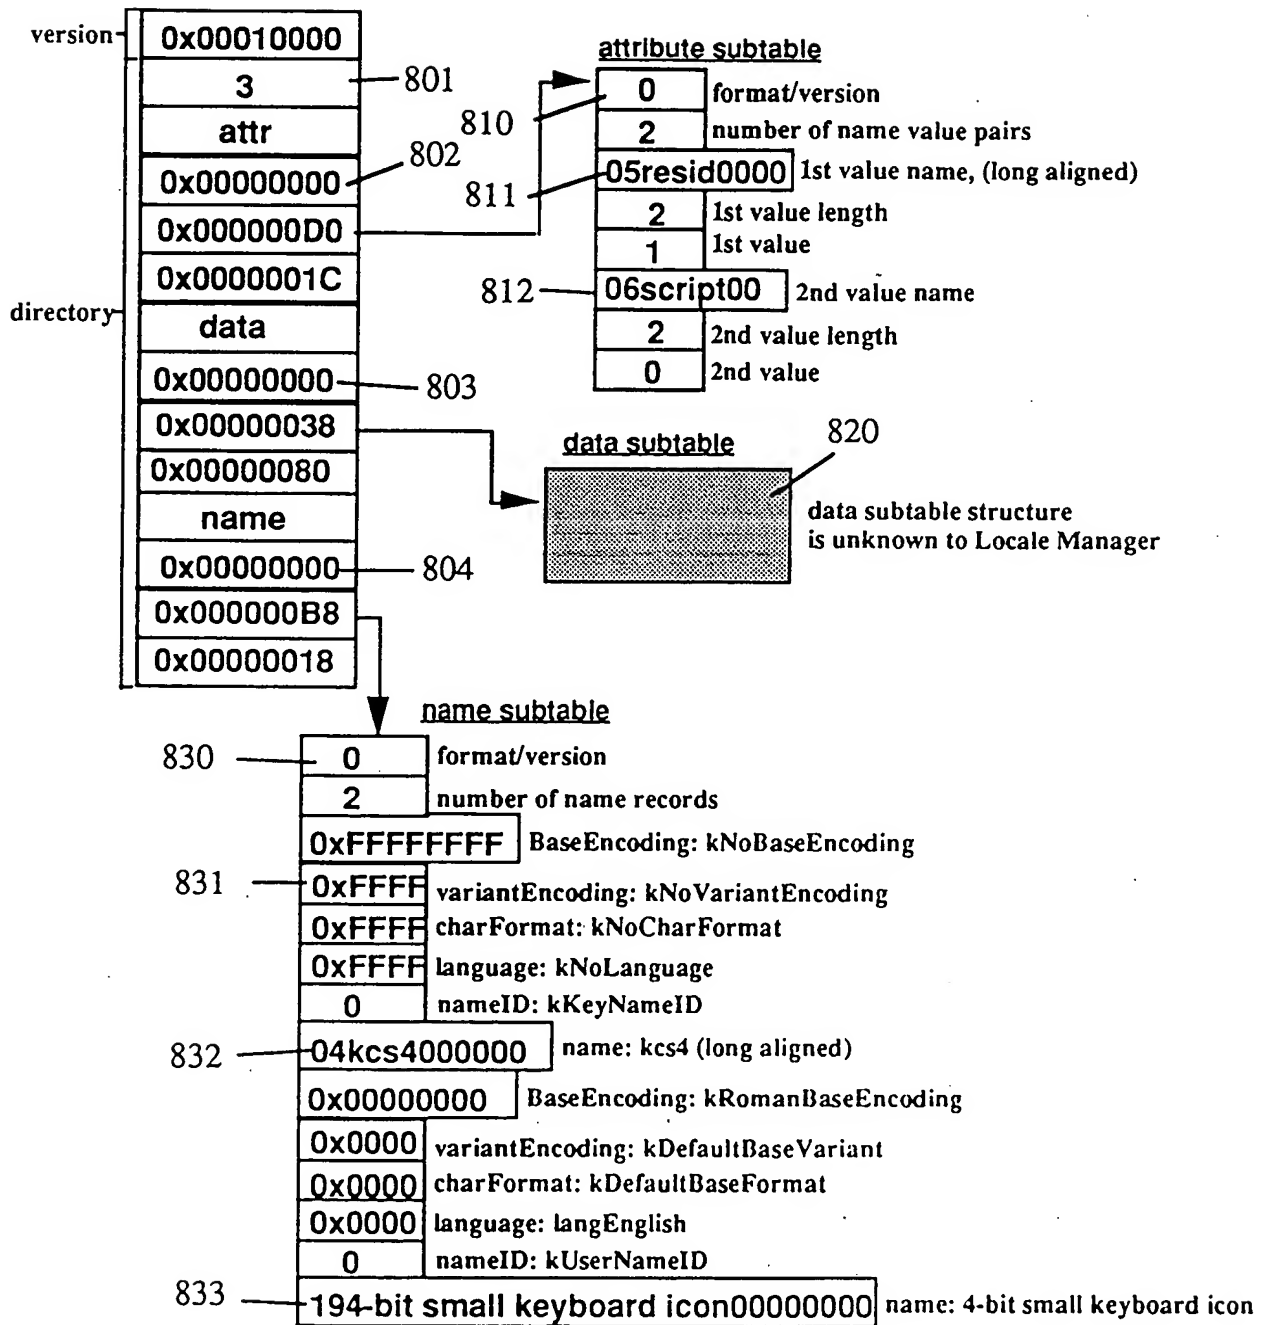 version
0x00010000
3
801
attr
802
0x00000000
0x000000D0
0x0000001C
directory
data
0x00000000
803
0x00000038
0x00000080
name
0x00000000
804
0x000000B8
0x00000018
attribute subtable
810
0
format/version
2
number of name value pairs
811
05resid0000
1st value name, (long aligned)
2
1st value length
1
1st value
812
06script00
2nd value name
2
2nd value length
0
2nd value
data subtable
820
data subtable structure
is unknown to Locale Manager
name subtable
830
0
format/version
2
number of name records
0xFFFFFFFF
BaseEncoding: kNoBaseEncoding
831
0xFFFF
variantEncoding: kNoVariantEncoding
0xFFFF
charFormat: kNoCharFormat
0xFFFF
language: kNoLanguage
0
nameID: kKeyNameID
832
04kcs4000000
name: kcs4 (long aligned)
0x00000000
BaseEncoding: kRomanBaseEncoding
0x0000
variantEncoding: kDefaultBaseVariant
0x0000
charFormat: kDefaultBaseFormat
0x0000
language: langEnglish
0
nameID: kUserNameID
833
194-bit small keyboard icon00000000
name: 4-bit small keyboard icon